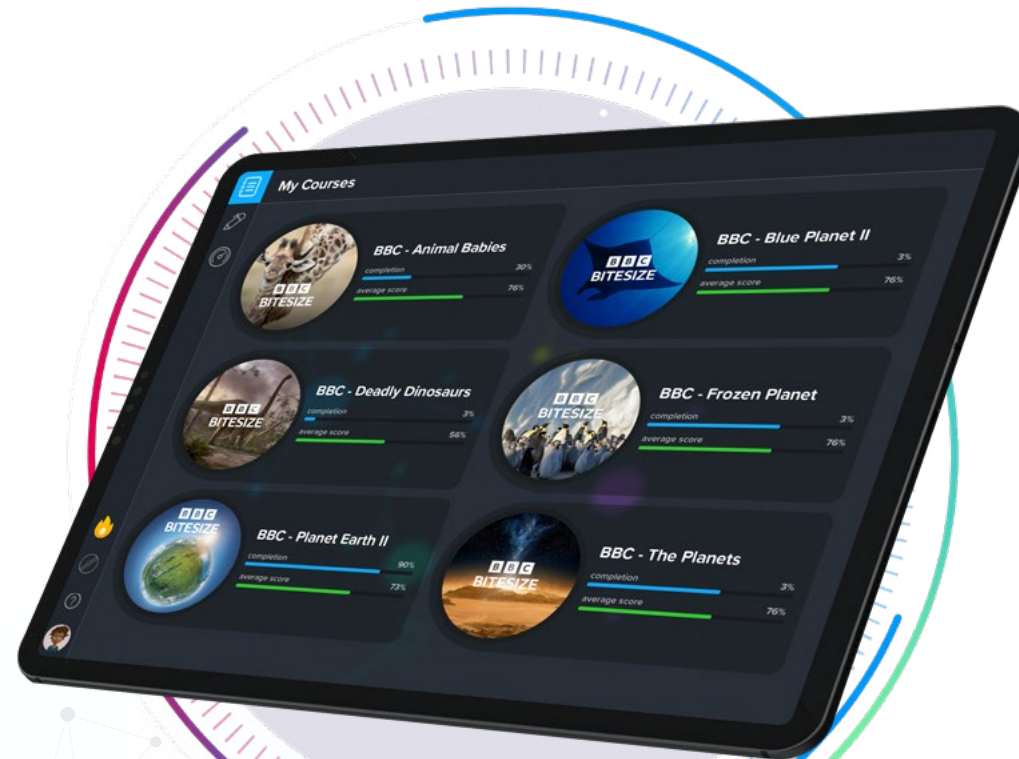 My Courses
BBC
BITESIZE
BBC - Animal Babies
completion 30%
average score 76%
BBC
BITESIZE
BBC - Blue Planet II
completion 3%
average score 76%
BBC
BITESIZE
BBC - Deadly Dinosaurs
completion 3%
average score 56%
BBC
BITESIZE
BBC - Frozen Planet
completion 3%
average score 76%
BBC
BITESIZE
BBC - Planet Earth II
completion 90%
average score 73%
BBC
BITESIZE
BBC - The Planets
completion 3%
average score 76%
?